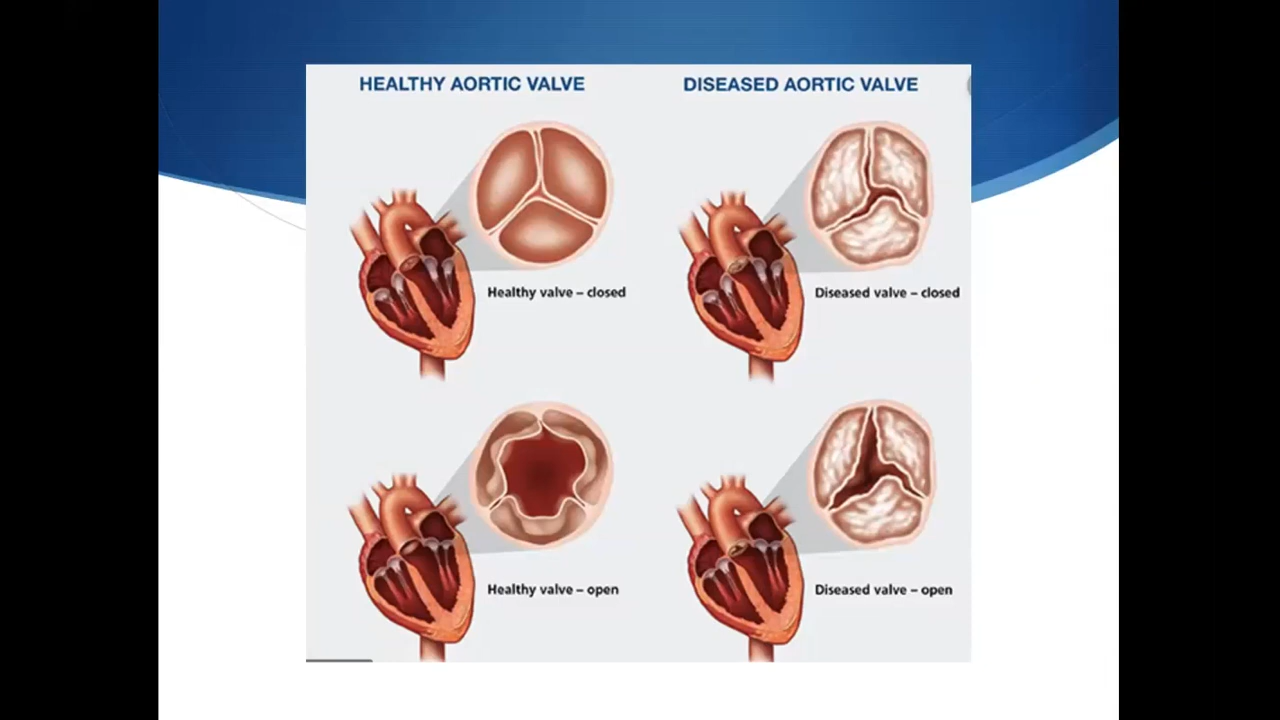 HEALTHY AORTIC VALVE
DISEASED AORTIC VALVE
Healthy valve – closed
Diseased valve – closed
Healthy valve – open
Diseased valve – open